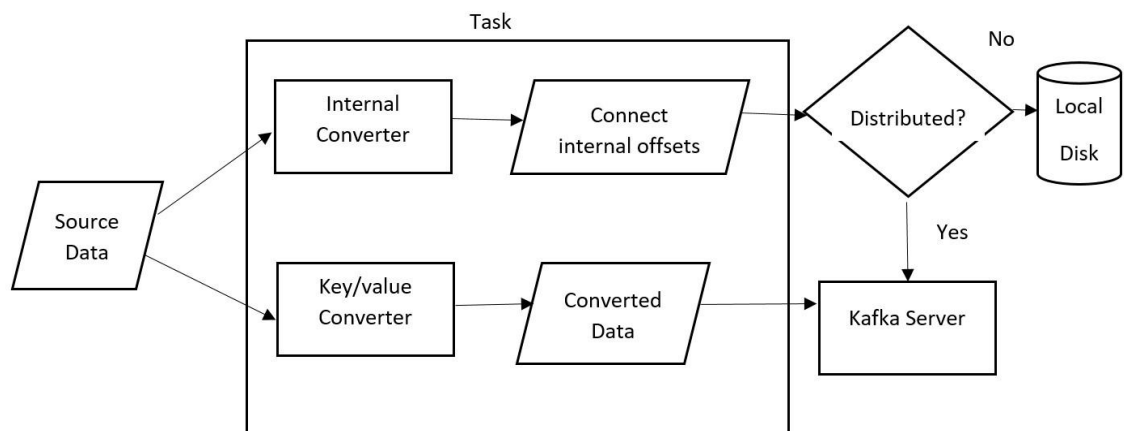 Task
No
Internal
Converter
Connect
internal offsets
Distributed?
Local
Disk
Source
Data
Yes
Key/value
Converter
Converted
Data
Kafka Server